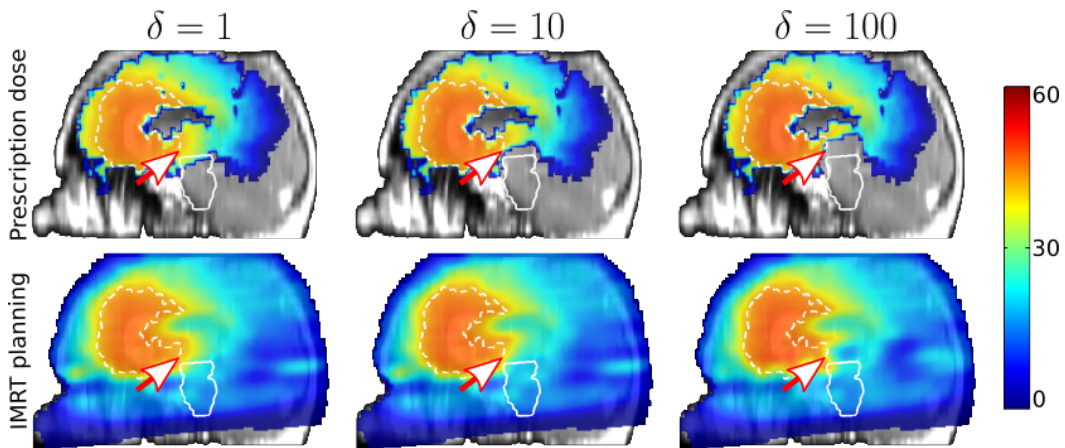 δ = 1
δ = 10
δ = 100
Prescription dose
IMRT planning
60
30
0